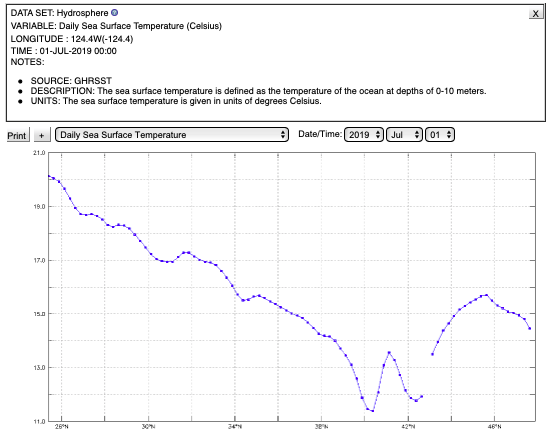 DATA SET: Hydrosphere ?
X
VARIABLE: Daily Sea Surface Temperature (Celsius)
LONGITUDE : 124.4W(-124.4)
TIME : 01-JUL-2019 00:00
NOTES:
● SOURCE: GHRSST
● DESCRIPTION: The sea surface temperature is defined as the temperature of the ocean at depths of 0-10 meters.
● UNITS: The sea surface temperature is given in units of degrees Celsius.
Print + Daily Sea Surface Temperature Date/Time: 2019 Jul 01
21.0
19.0
17.0
15.0
13.0
11.0
30°N 34°N 38°N 42°N 46°N